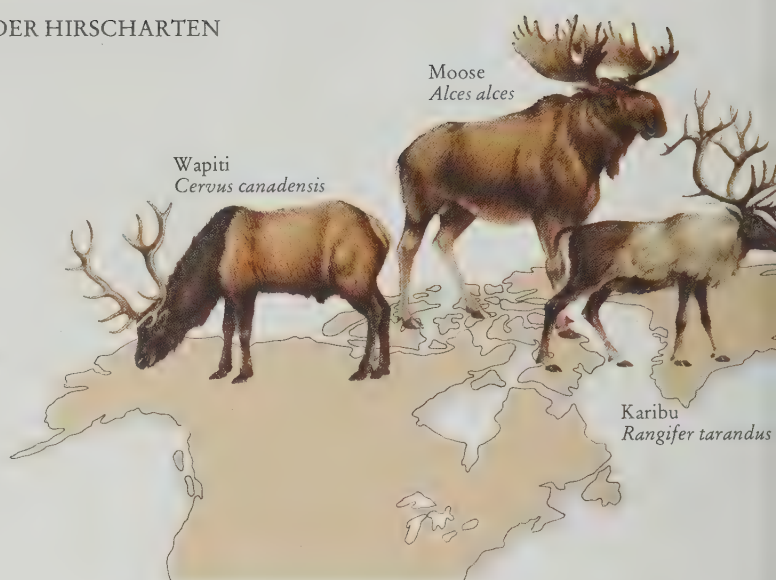 DER HIRSCHARTEN
Moose
Alces alces
Wapiti
Cervus canadensis
Karibu
Rangifer tarandus